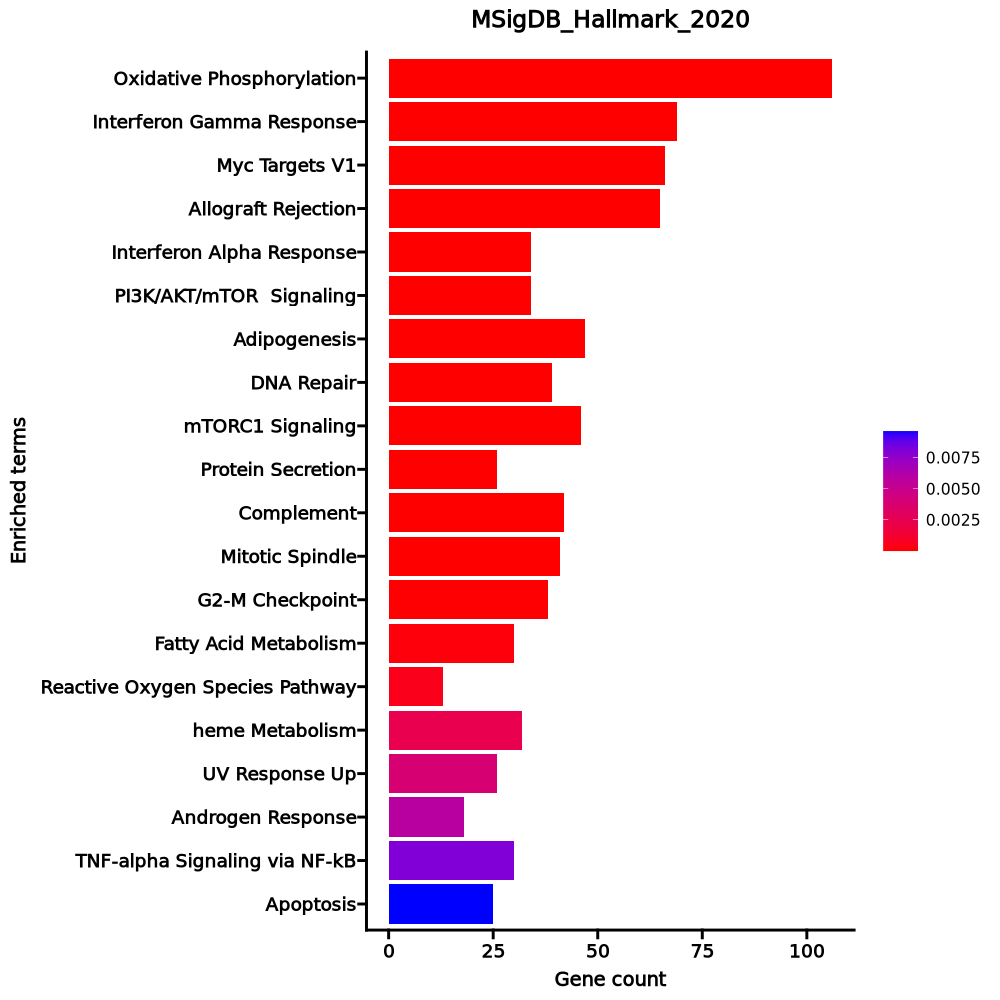 MSigDB_Hallmark_2020
Oxidative Phosphorylation
Interferon Gamma Response
Myc Targets V1
Allograft Rejection
Interferon Alpha Response
PI3K/AKT/mTOR  Signaling
Adipogenesis
DNA Repair
mTORC1 Signaling
Protein Secretion
Complement
Mitotic Spindle
G2-M Checkpoint
Fatty Acid Metabolism
Reactive Oxygen Species Pathway
heme Metabolism
UV Response Up
Androgen Response
TNF-alpha Signaling via NF-kB
Apoptosis
Enriched terms
0 25 50 75 100
Gene count
0.0075
0.0050
0.0025